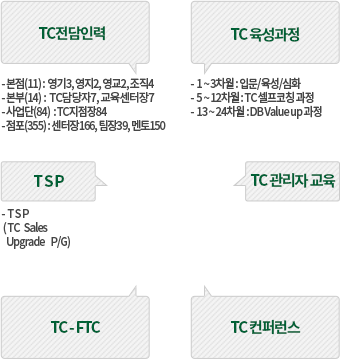 TC전담인력
- 본점(11) : 영기3, 영지2, 영교2, 조직4
- 본부(14) : TC담당자7, 교육센터장7
- 사업단(84) : TC지점장84
- 점포(355) : 센터장166, 팀장39, 멘토150
TC 육성과정
- 1 ~ 3차월 : 입문/육성/심화
- 5 ~ 12차월 : TC 셀프코칭 과정
- 13 ~ 24차월 : DB Value up 과정
T S P
- T S P
( TC Sales
Upgrade P/G)
TC 관리자 교육
TC - FTC
TC 컨퍼런스